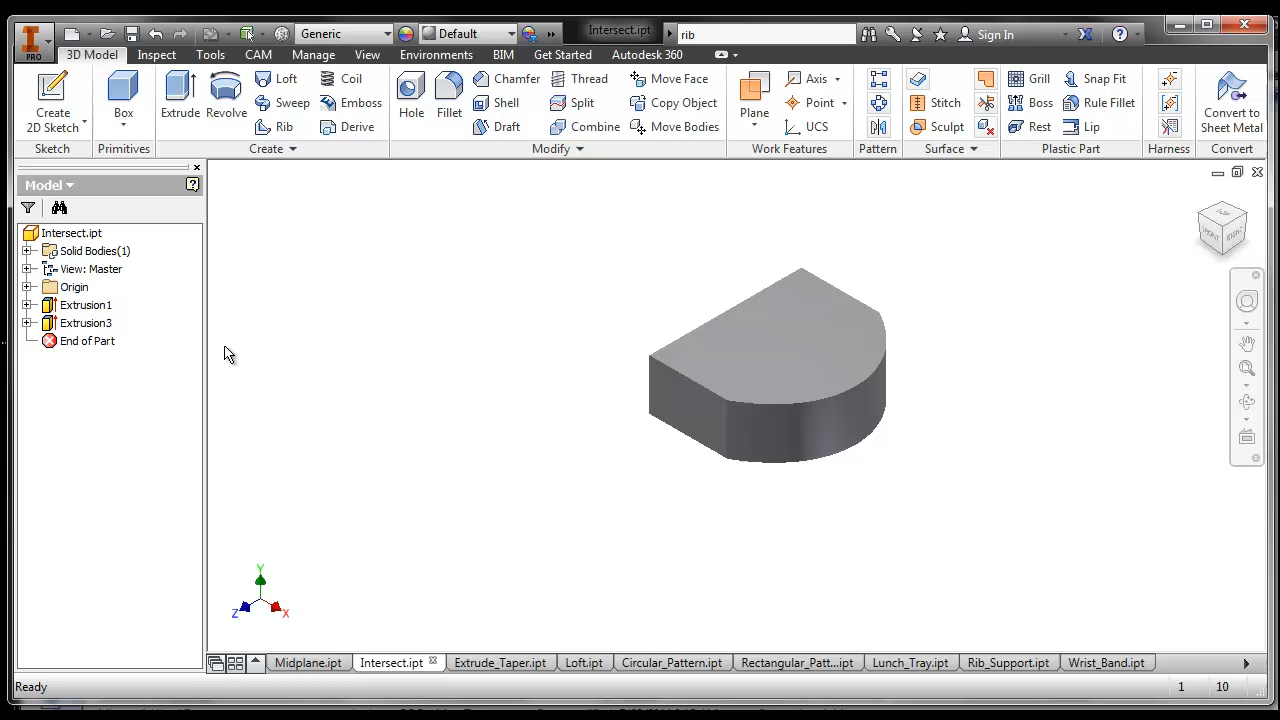 PRO
Generic
Default
Intersect.ipt
rib
Sign In
3D Model Inspect Tools CAM Manage View Environments BIM Get Started Autodesk 360
Create
2D Sketch
Box
Extrude Revolve
Loft
Sweep
Rib
Coil
Emboss
Derive
Hole Fillet
Chamfer
Shell
Draft
Thread
Split
Combine
Move Face
Copy Object
Move Bodies
Plane
Axis
Point
UCS
Stitch
Sculpt
Grill
Boss
Rest
Snap Fit
Rule Fillet
Lip
Convert to
Sheet Metal
Sketch Primitives Create Modify Work Features Pattern Surface Plastic Part Harness Convert
Model
Intersect.ipt
Solid Bodies(1)
View: Master
Origin
Extrusion1
Extrusion3
End of Part
TOP
FRONT RIGHT
Y
Z X
Midplane.ipt Intersect.ipt Extrude_Taper.ipt Loft.ipt Circular_Pattern.ipt Rectangular_Patt...ipt Lunch_Tray.ipt Rib_Support.ipt Wrist_Band.ipt
Ready 1 10